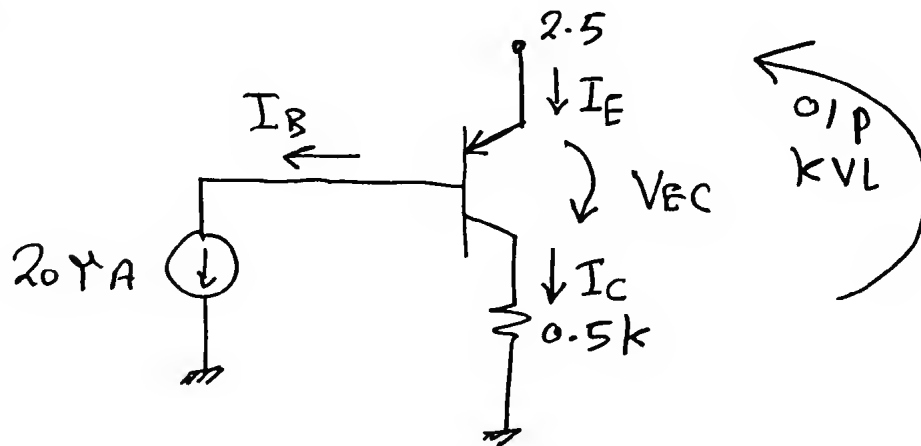 2.5
I_E
I_B
O/P
KVL
V_EC
20 μA
I_C
0.5k